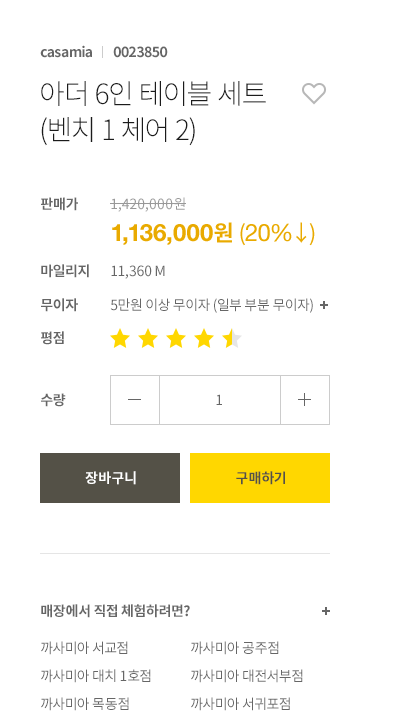 casamia | 0023850
아더 6인 테이블 세트
(벤치 1 체어 2)
판매가 1,420,000원
1,136,000원 (20%↓)
마일리지 11,360 M
무이자 5만원 이상 무이자 (일부 부분 무이자) +
평점
수량 — 1 +
장바구니 구매하기
매장에서 직접 체험하려면? +
까사미아 서교점 까사미아 공주점
까사미아 대치 1호점 까사미아 대전서부점
까사미아 목동점 까사미아 서귀포점